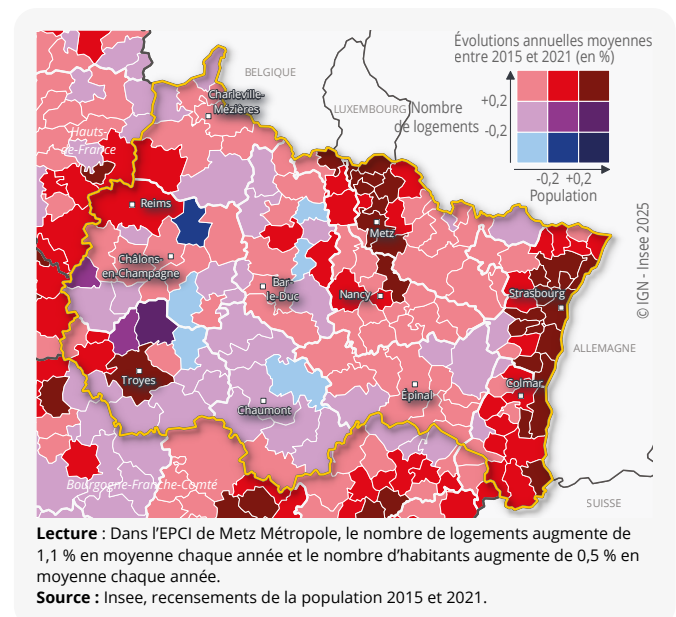 Évolutions annuelles moyennes
entre 2015 et 2021 (en %)
BELGIQUE
Charleville-
Mézières
LUXEMBOURG
Nombre
de logements
+0,2
-0,2
-0,2 +0,2
Population
Hauts-
de-France
Reims
Metz
Châlons-
en-Champagne
Bar-
le-Duc
Nancy
Strasbourg
© IGN - Insee 2025
ALLEMAGNE
Troyes
Chaumont
Épinal
Colmar
Bourgogne-Franche-Comté
SUISSE
Lecture : Dans l’EPCI de Metz Métropole, le nombre de logements augmente de
1,1 % en moyenne chaque année et le nombre d’habitants augmente de 0,5 % en
moyenne chaque année.
Source : Insee, recensements de la population 2015 et 2021.